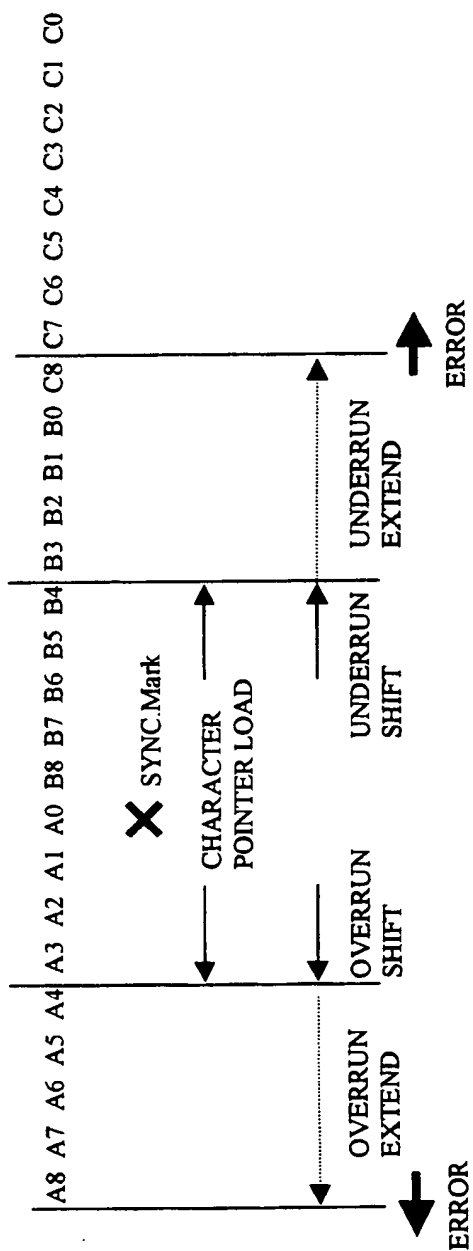 A8 A7 A6 A5 A4 A3 A2 A1 A0 B8 B7 B6 B5 B4 B3 B2 B1 B0 C8 C7 C6 C5 C4 C3 C2 C1 C0
SYNC.Mark
CHARACTER
POINTER LOAD
OVERRUN
EXTEND
OVERRUN
SHIFT
UNDERRUN
SHIFT
UNDERRUN
EXTEND
ERROR
ERROR